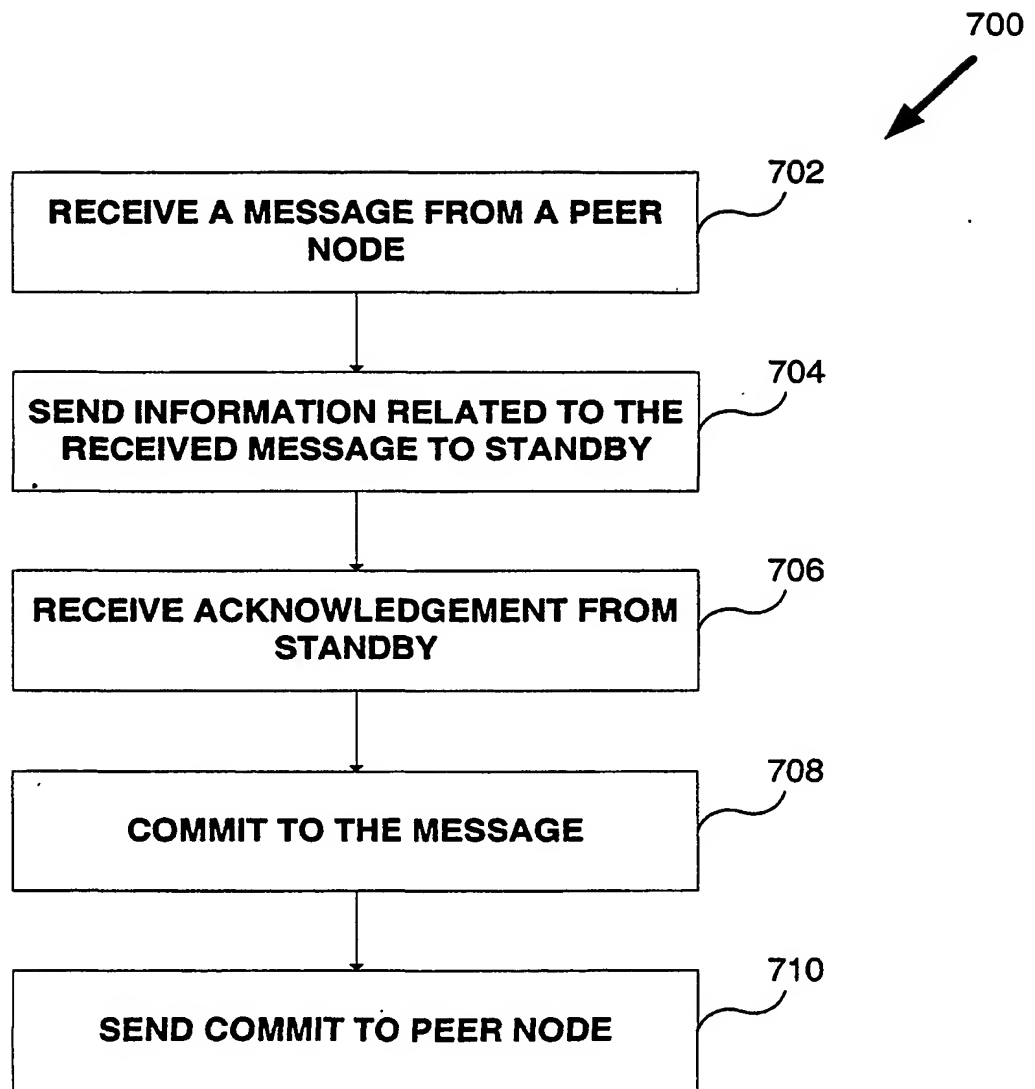 700
702
RECEIVE A MESSAGE FROM A PEER
NODE
704
SEND INFORMATION RELATED TO THE
RECEIVED MESSAGE TO STANDBY
706
RECEIVE ACKNOWLEDGEMENT FROM
STANDBY
708
COMMIT TO THE MESSAGE
710
SEND COMMIT TO PEER NODE